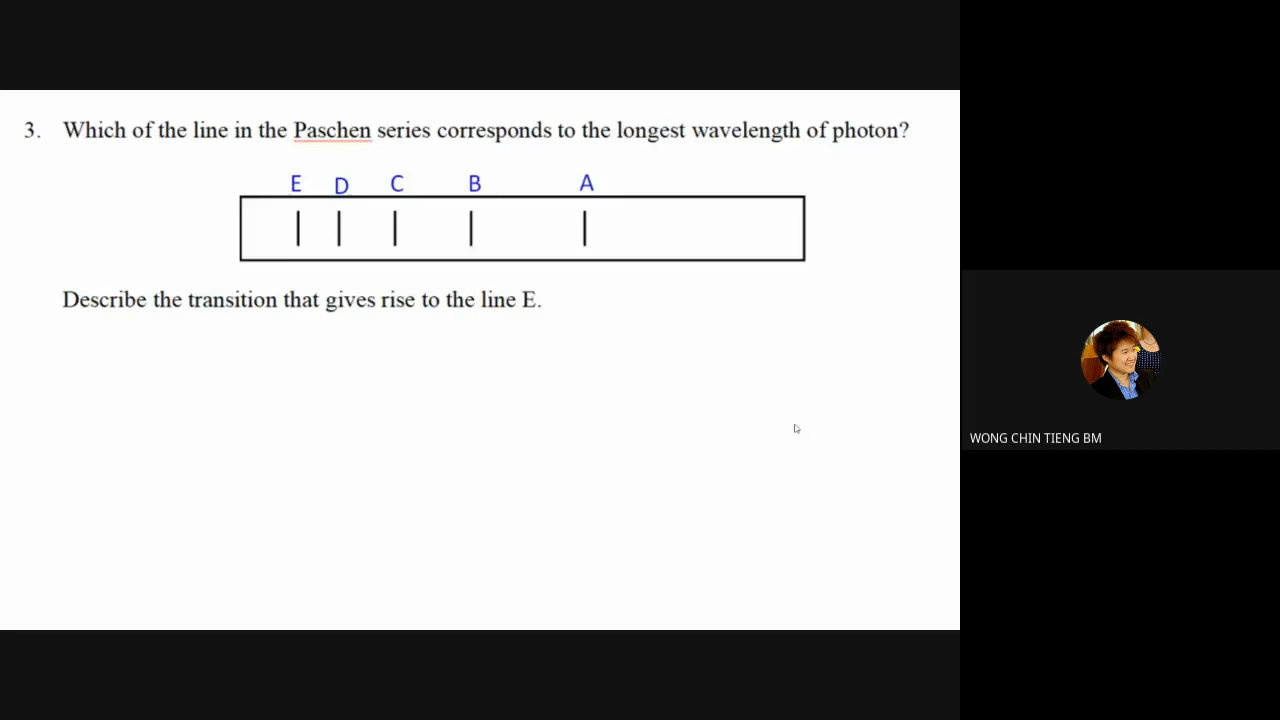 3. Which of the line in the Paschen series corresponds to the longest wavelength of photon?
E D C B A
Describe the transition that gives rise to the line E.
WONG CHIN TIENG BM